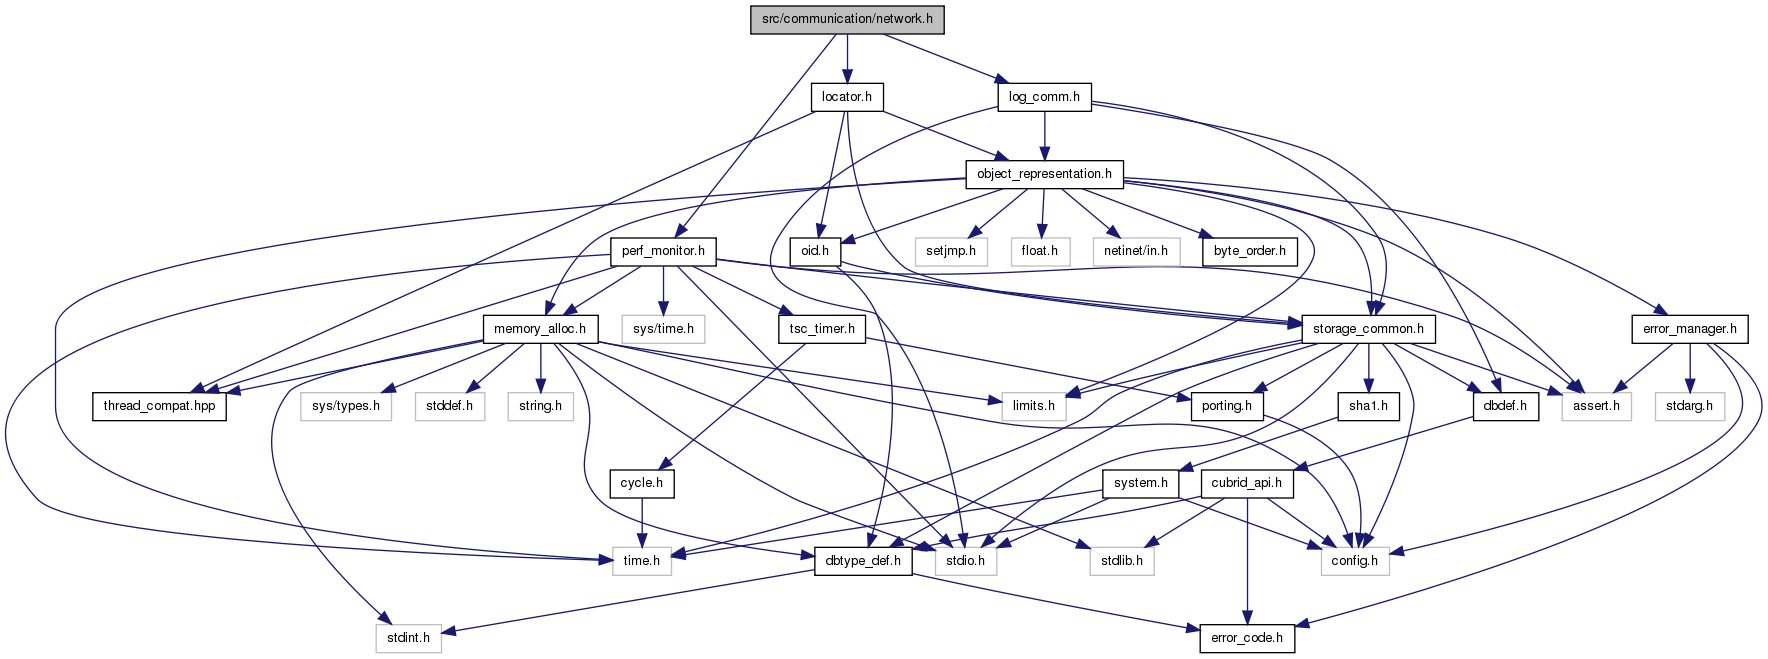 src/communication/network.h
locator.h
log_comm.h
object_representation.h
perf_monitor.h
oid.h
setjmp.h
float.h
netinet/in.h
byte_order.h
memory_alloc.h
sys/time.h
tsc_timer.h
storage_common.h
error_manager.h
thread_compat.hpp
sys/types.h
stddef.h
string.h
limits.h
porting.h
sha1.h
dbdef.h
assert.h
stdarg.h
cycle.h
system.h
cubrid_api.h
time.h
dbtype_def.h
stdio.h
stdlib.h
config.h
stdint.h
error_code.h